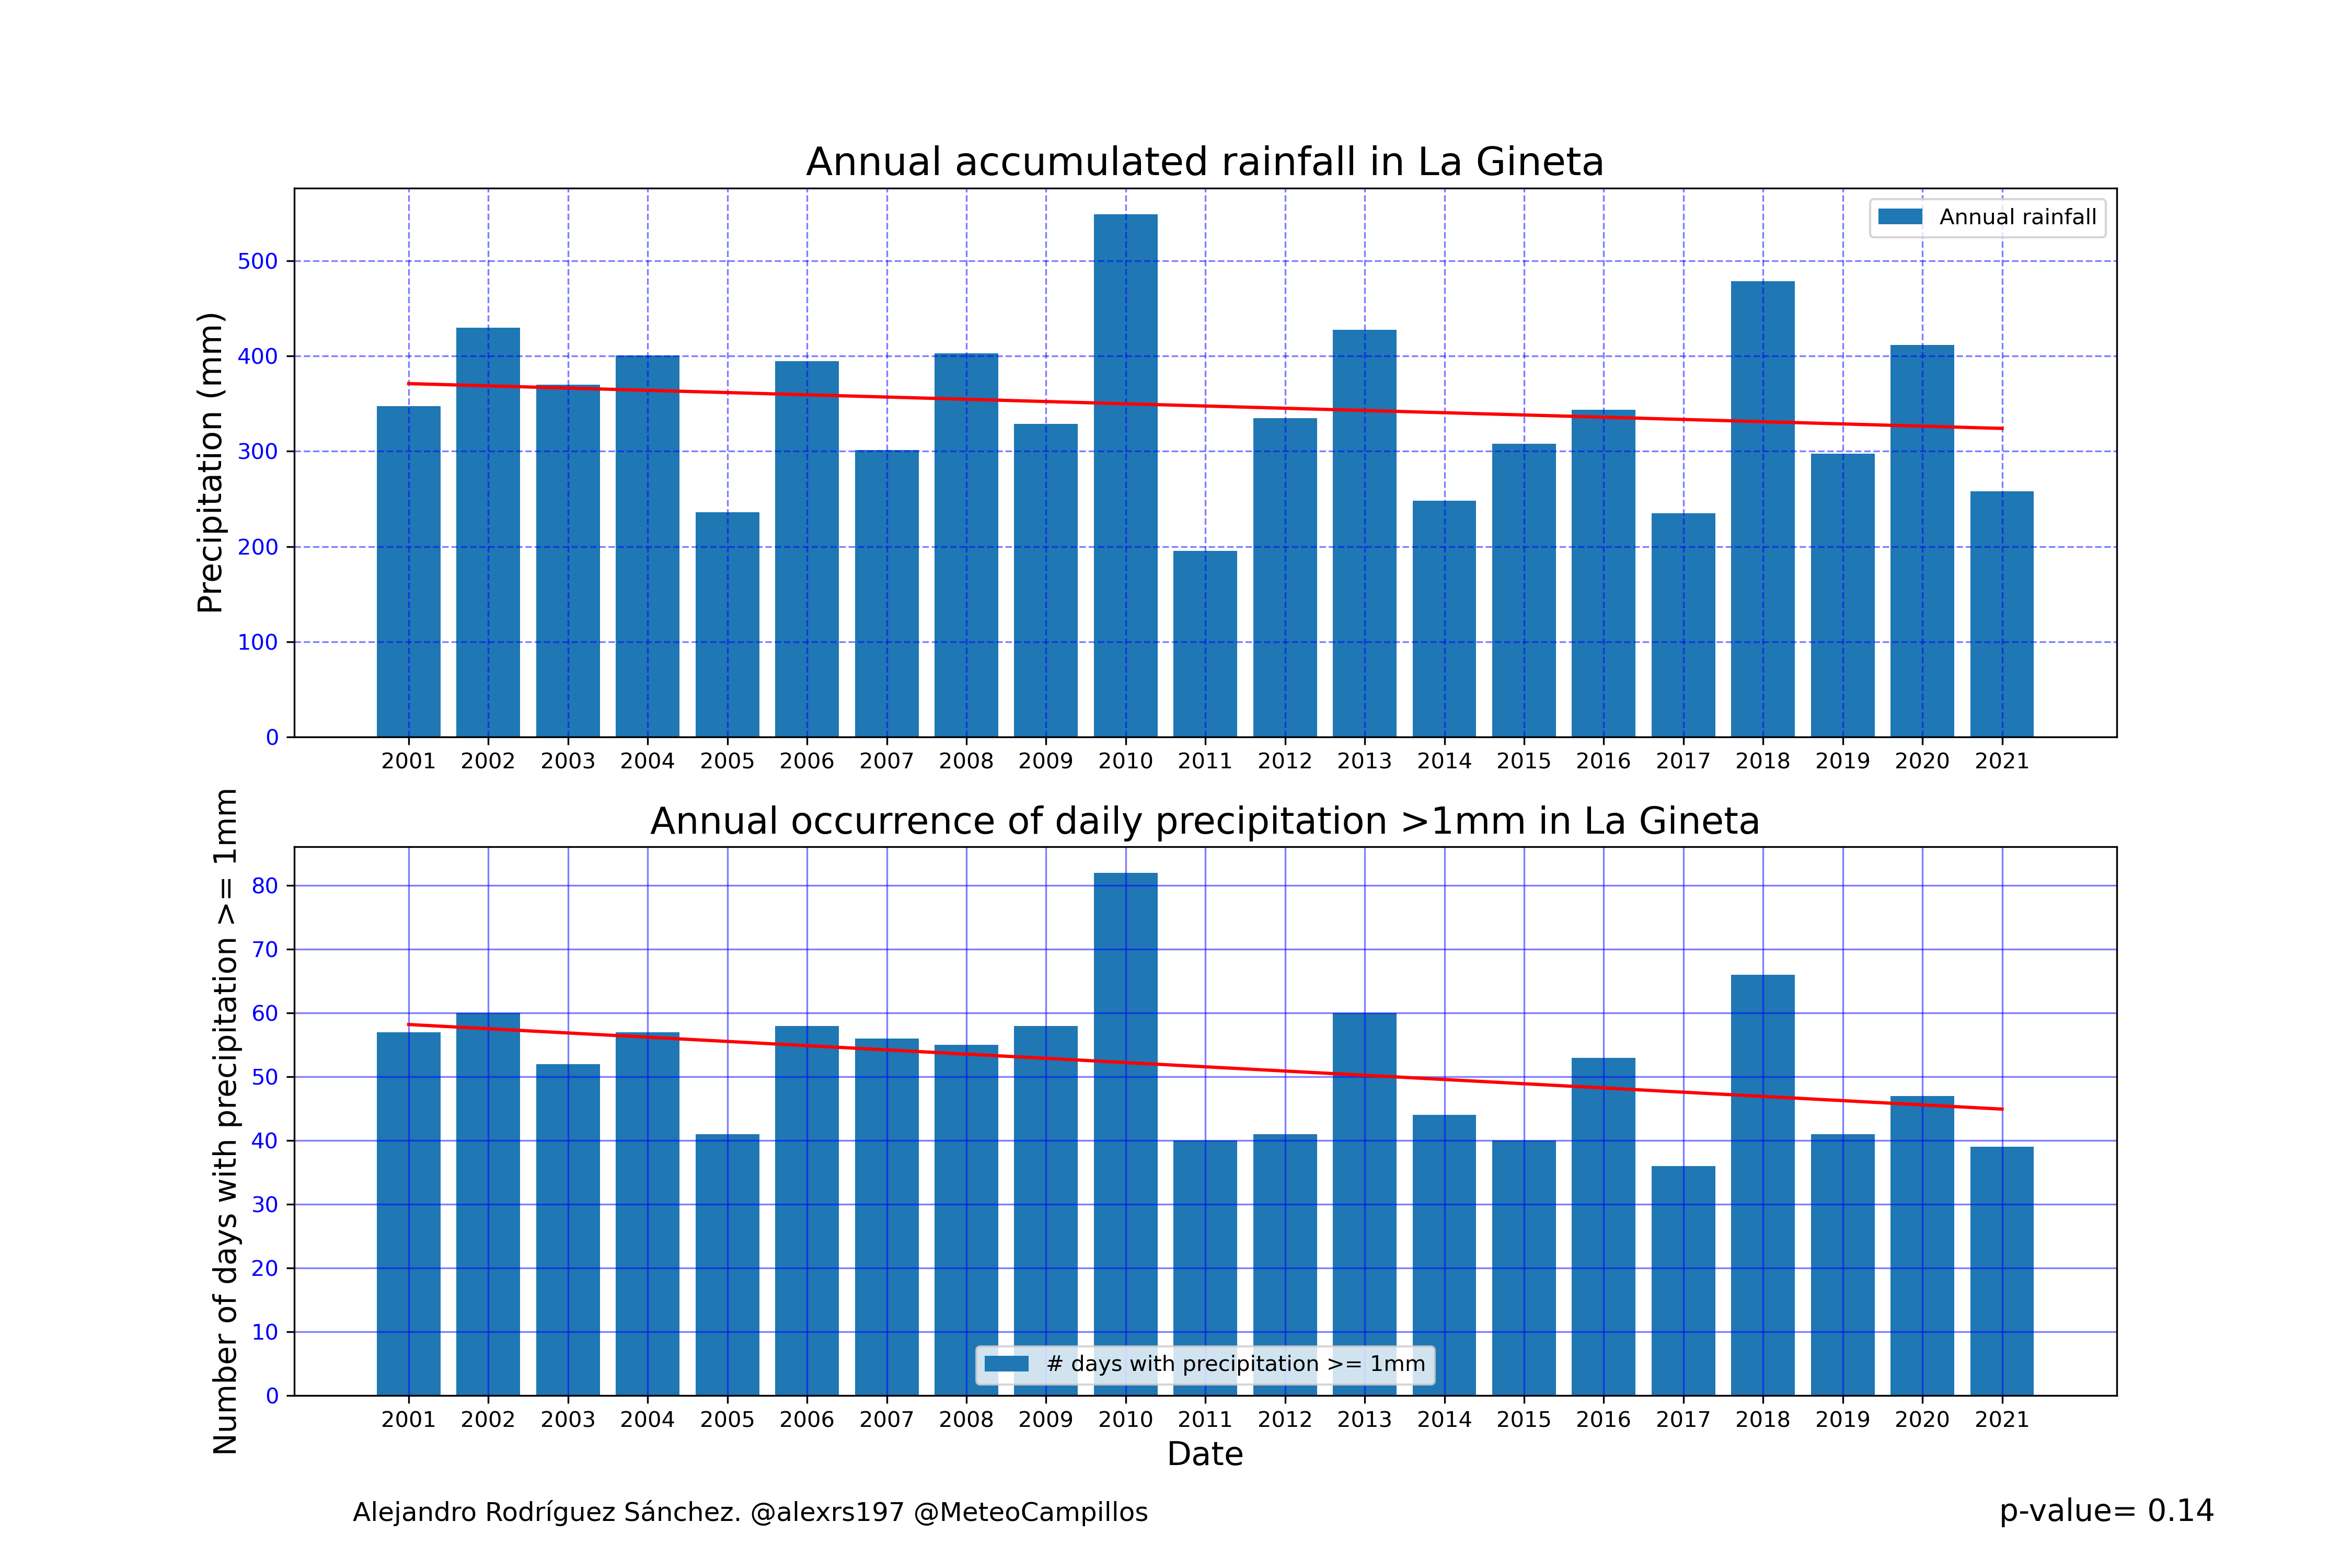 Annual accumulated rainfall in La Gineta
Precipitation (mm)
500
400
300
200
100
0
Annual rainfall
2001 2002 2003 2004 2005 2006 2007 2008 2009 2010 2011 2012 2013 2014 2015 2016 2017 2018 2019 2020 2021
Annual occurrence of daily precipitation >1mm in La Gineta
Number of days with precipitation >= 1mm
80
70
60
50
40
30
20
10
0
# days with precipitation >= 1mm
2001 2002 2003 2004 2005 2006 2007 2008 2009 2010 2011 2012 2013 2014 2015 2016 2017 2018 2019 2020 2021
Date
Alejandro Rodríguez Sánchez. @alexrs197 @MeteoCampillos
p-value= 0.14